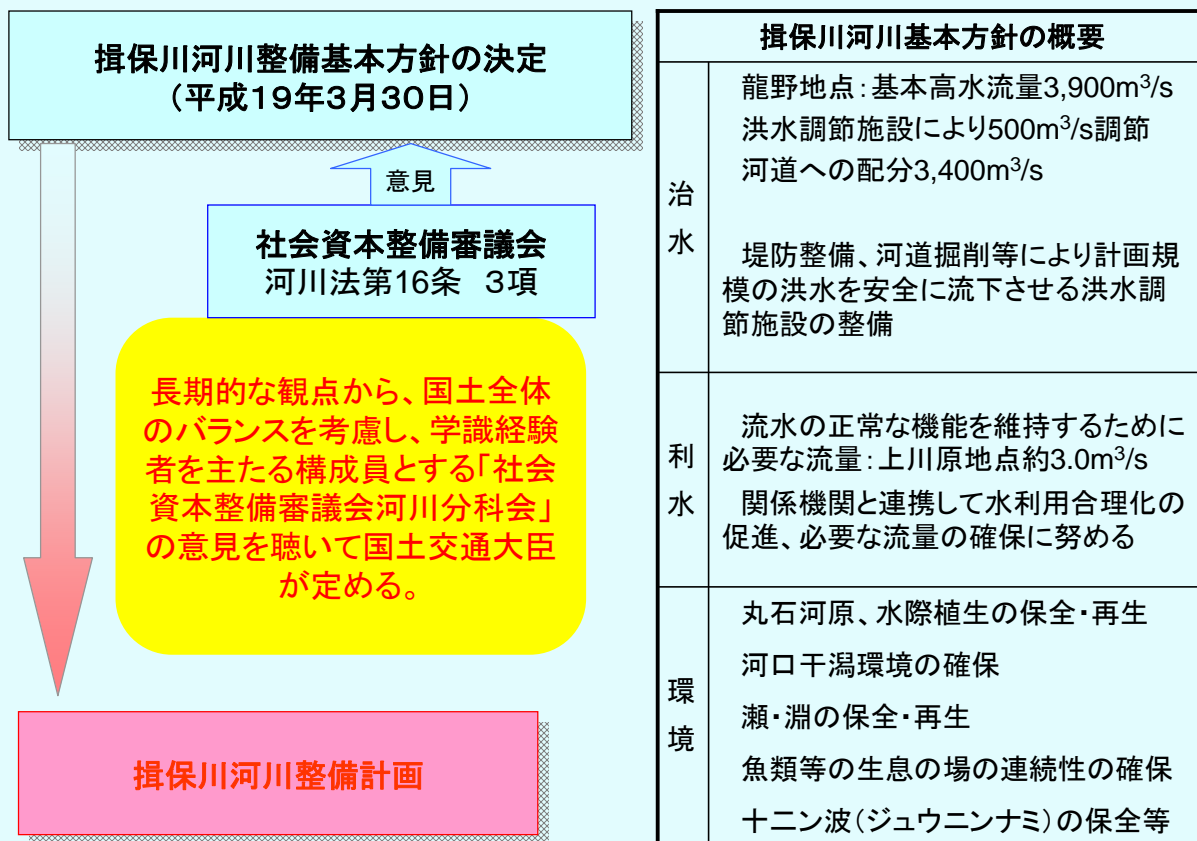 揖保川河川整備基本方針の決定
（平成19年3月30日）
意見
社会資本整備審議会
河川法第16条　3項
長期的な観点から、国土全体
のバランスを考慮し、学識経験
者を主たる構成員とする「社会
資本整備審議会河川分科会」
の意見を聴いて国土交通大臣
が定める。
揖保川河川整備計画
揖保川河川基本方針の概要
治水
龍野地点：基本高水流量3,900m³/s
洪水調節施設により500m³/s調節
河道への配分3,400m³/s
堤防整備、河道掘削等により計画規
模の洪水を安全に流下させる洪水調
節施設の整備
利水
流水の正常な機能を維持するために
必要な流量：上川原地点約3.0m³/s
関係機関と連携して水利用合理化の
促進、必要な流量の確保に努める
環境
丸石河原、水際植生の保全・再生
河口干潟環境の確保
瀬・淵の保全・再生
魚類等の生息の場の連続性の確保
十二ン波（ジュウニンナミ）の保全等